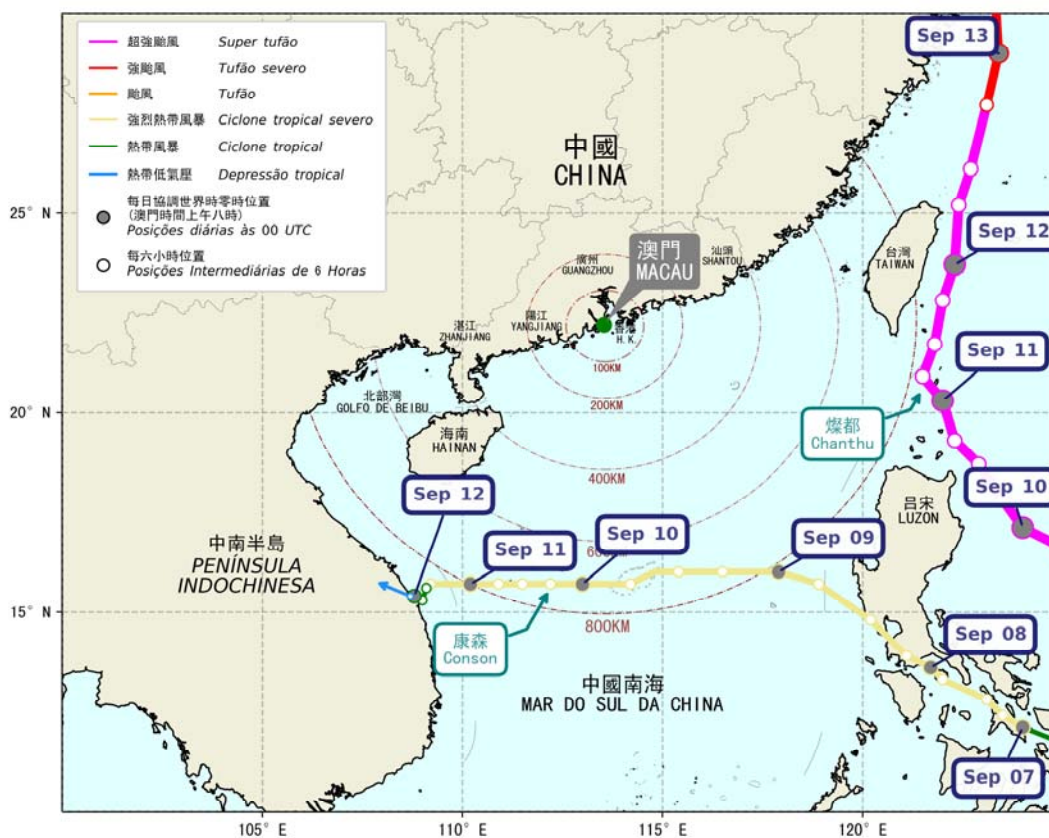 超強颱風 Super tufão
強颱風 Tufão severo
颱風 Tufão
強烈熱帶風暴 Ciclone tropical severo
熱帶風暴 Ciclone tropical
熱帶低氣壓 Depressão tropical
每日協調世界時零時位置
(澳門時間上午八時)
Posições diárias às 00 UTC
每六小時位置
Posições Intermediárias de 6 Horas
Sep 13
中國
CHINA
25° N
Sep 12
台灣
TAIWAN
澳門
MACAU
汕頭
SHANTOU
廣州
GUANGZHOU
陽江
YANGJIANG
湛江
ZHANJIANG
H.K.
100KM
Sep 11
北部灣
GOLFO DE BEIBU
200KM
20° N
海南
HAINAN
燦都
Chanthu
400KM
Sep 12
Sep 10
呂宋
LUZON
中南半島
PENÍNSULA
INDOCHINESA
Sep 11
Sep 10
Sep 09
15° N
800KM
康森
Conson
Sep 08
中國南海
MAR DO SUL DA CHINA
Sep 07
105° E
110° E
115° E
120° E